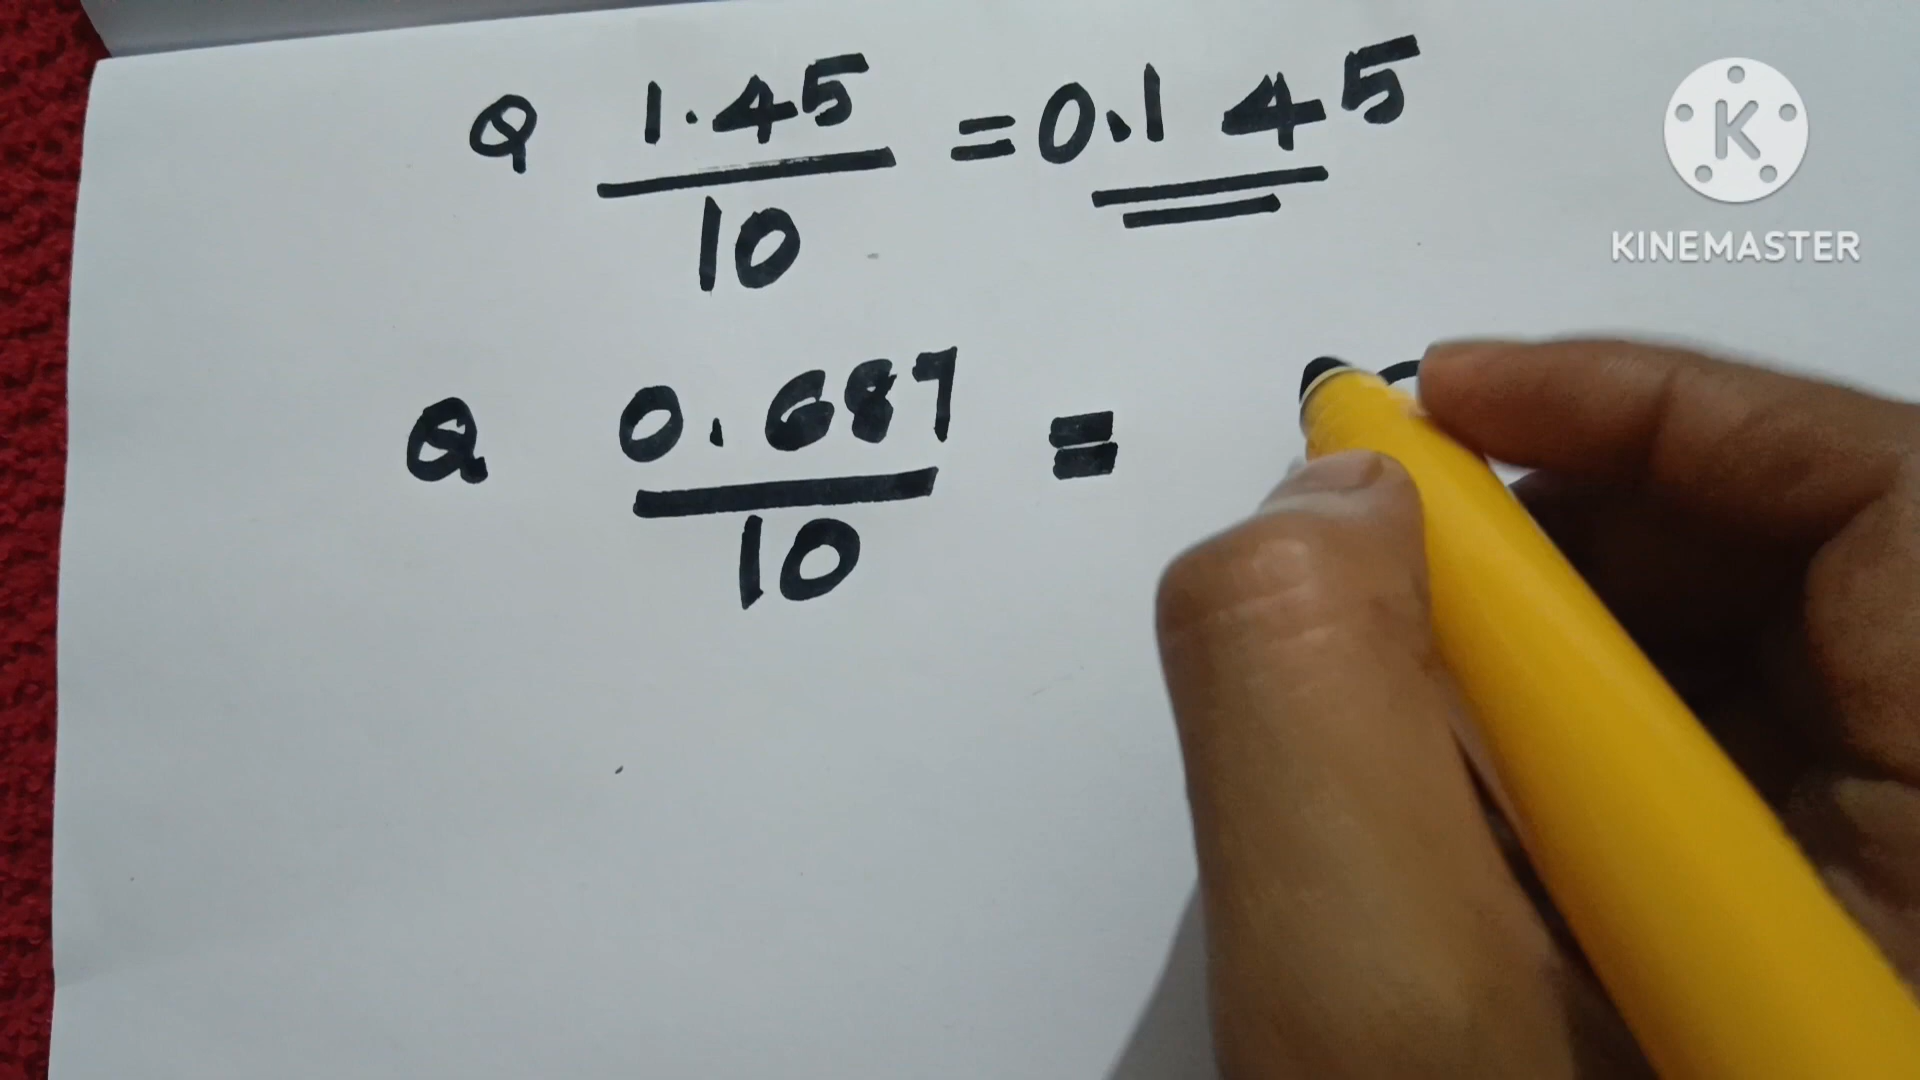 Q 1.45 / 10 = 0.145
KINEMASTER
Q 0.687 / 10 =